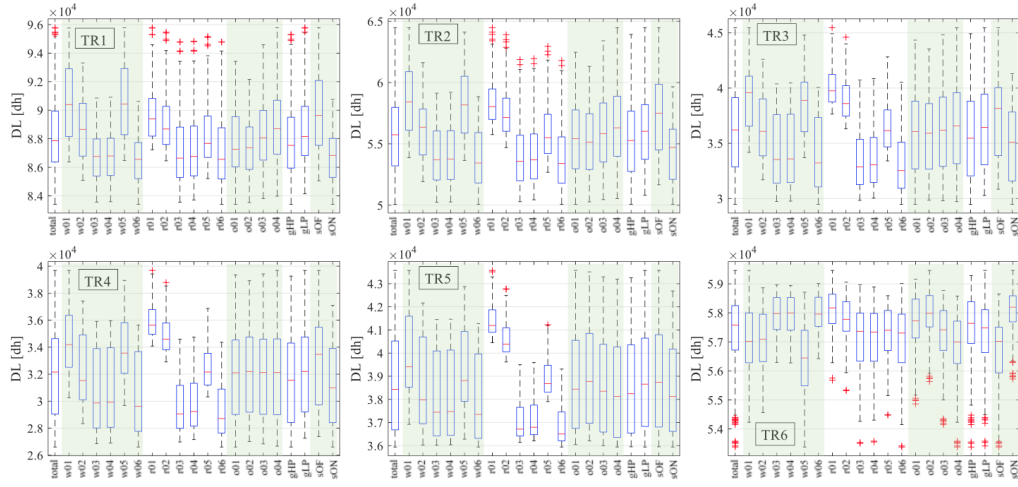 × 10⁴
9.6
9.4
9.2
9
8.8
8.6
8.4
DL [dh]
TR1
total w01 w02 w03 w04 w05 w06 r01 r02 r03 r04 r05 r06 o01 o02 o03 o04 gHP gLP sOF sON
× 10⁴
6.5
6
5.5
5
DL [dh]
TR2
total w01 w02 w03 w04 w05 w06 r01 r02 r03 r04 r05 r06 o01 o02 o03 o04 gHP gLP sOF sON
× 10⁴
4.5
4
3.5
3
DL [dh]
TR3
total w01 w02 w03 w04 w05 w06 r01 r02 r03 r04 r05 r06 o01 o02 o03 o04 gHP gLP sOF sON
× 10⁴
4
3.8
3.6
3.4
3.2
3
2.8
2.6
DL [dh]
TR4
total w01 w02 w03 w04 w05 w06 r01 r02 r03 r04 r05 r06 o01 o02 o03 o04 gHP gLP sOF sON
× 10⁴
4.3
4.2
4.1
4
3.9
3.8
3.7
3.6
DL [dh]
TR5
total w01 w02 w03 w04 w05 w06 r01 r02 r03 r04 r05 r06 o01 o02 o03 o04 gHP gLP sOF sON
× 10⁴
5.9
5.8
5.7
5.6
5.5
5.4
5.3
DL [dh]
TR6
total w01 w02 w03 w04 w05 w06 r01 r02 r03 r04 r05 r06 o01 o02 o03 o04 gHP gLP sOF sON